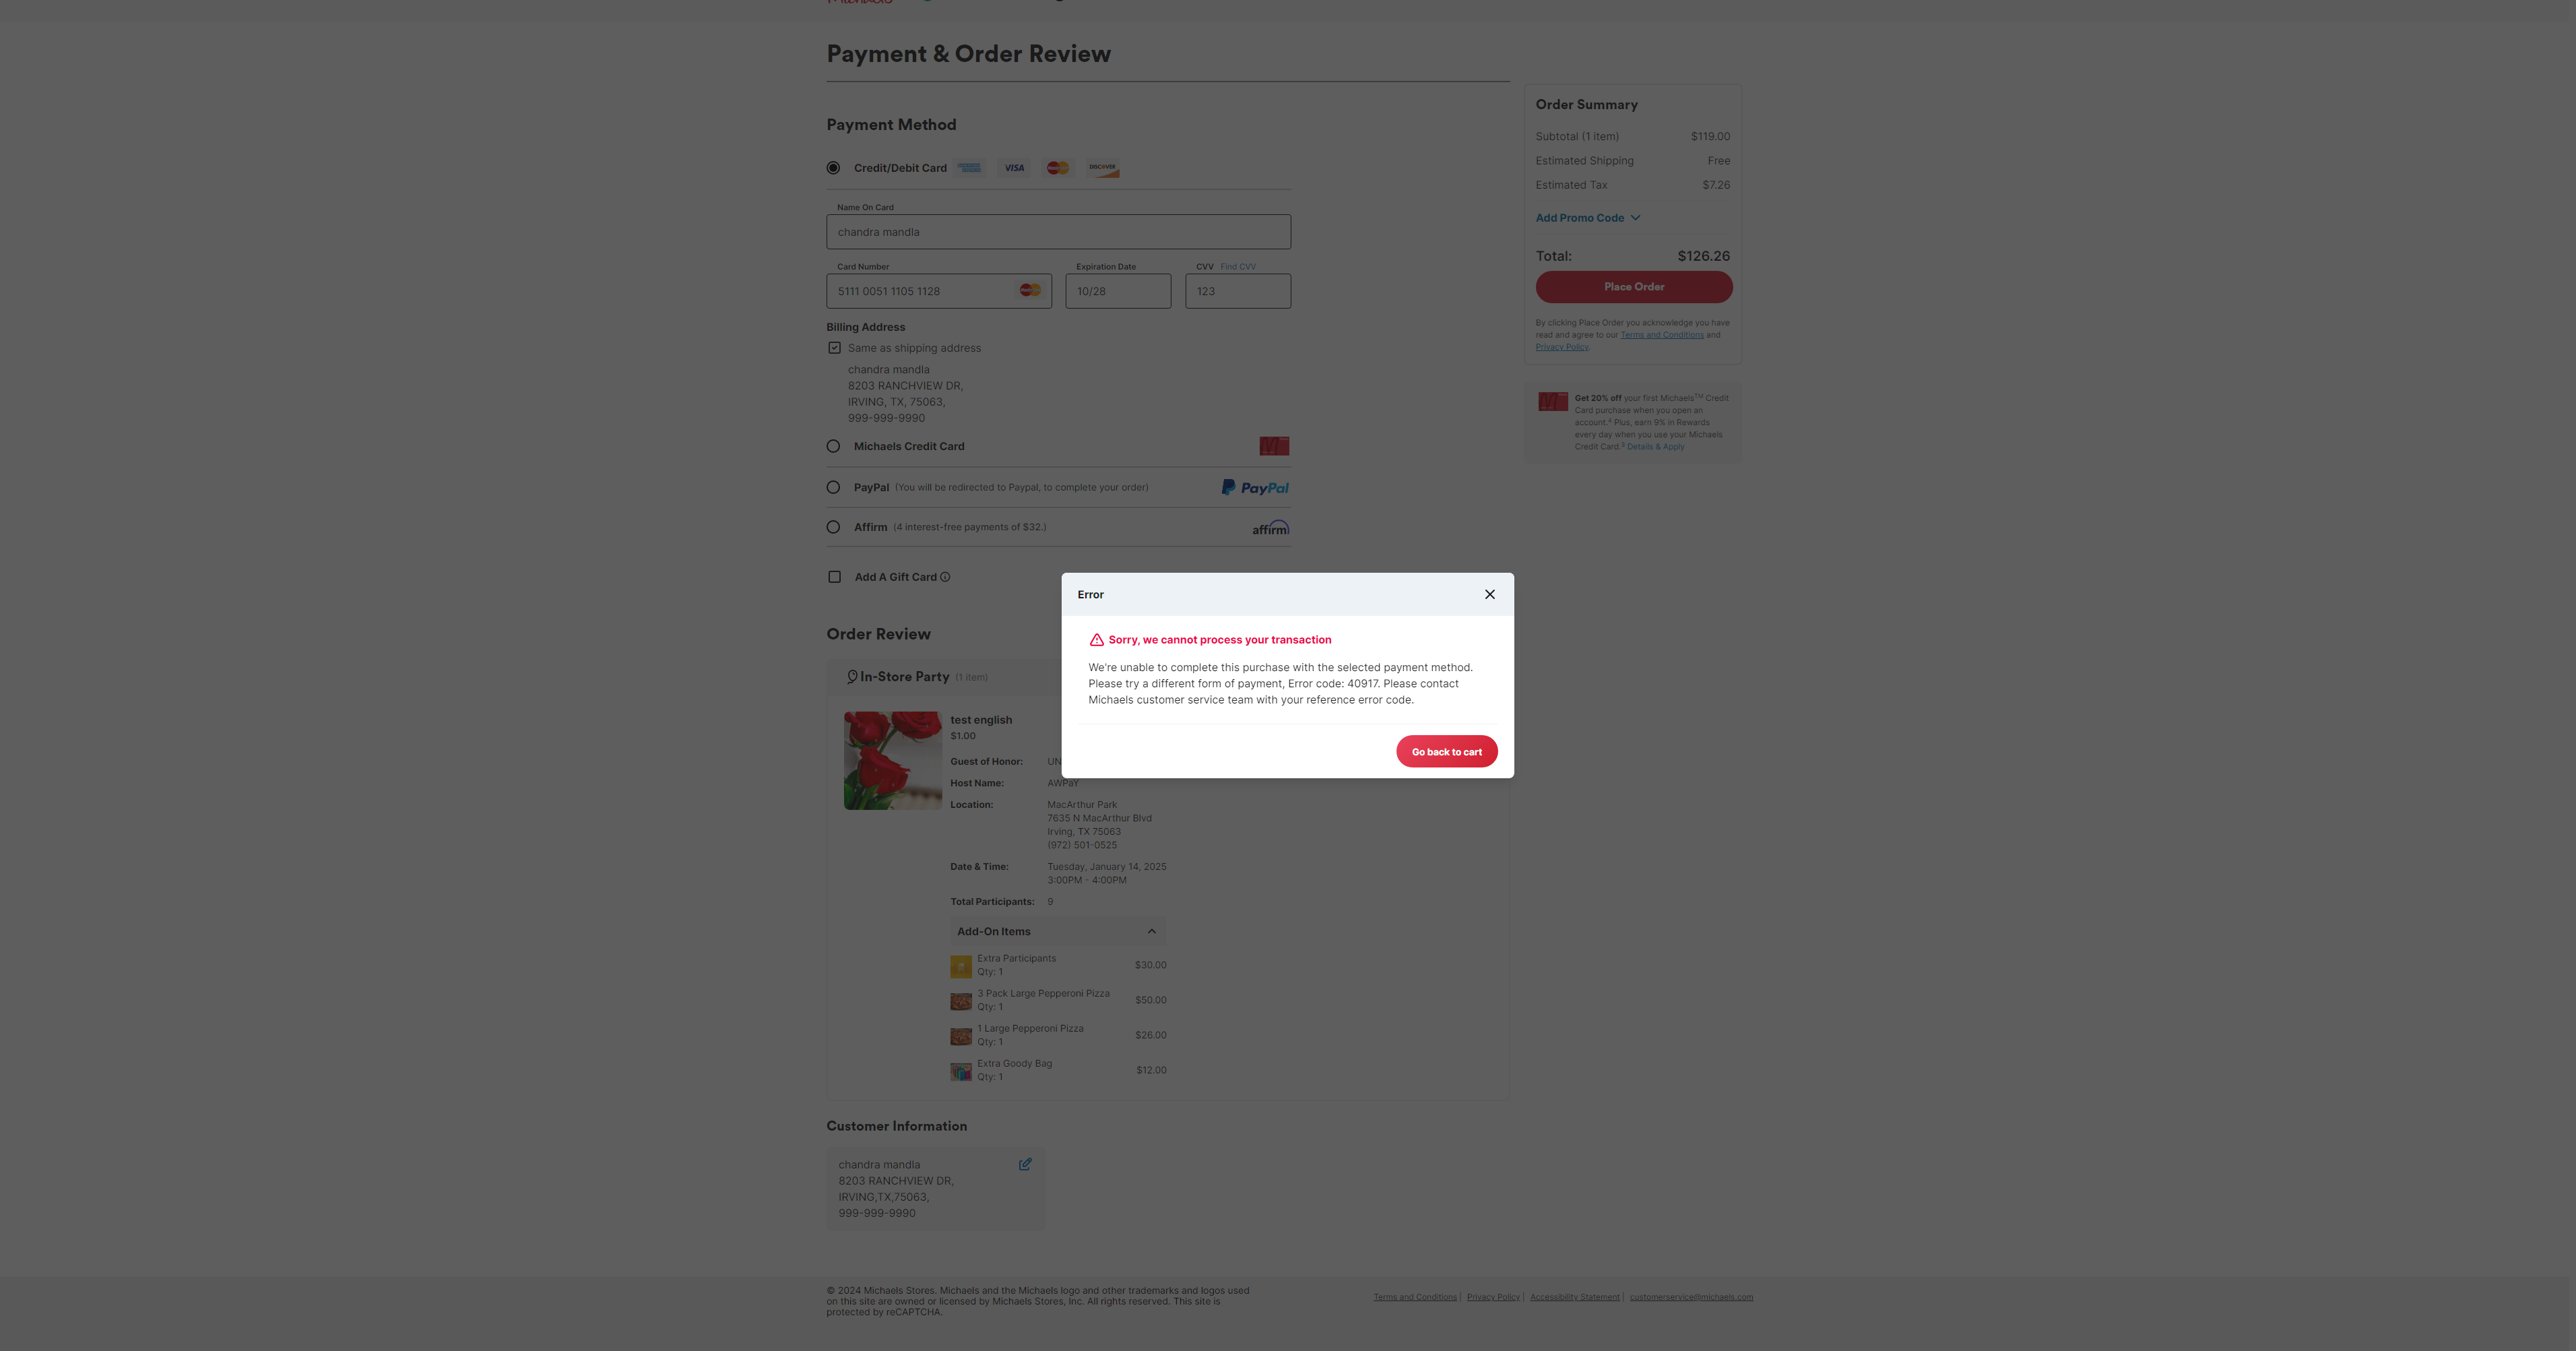 Michaels
Payment & Order Review
Payment Method
Credit/Debit Card
VISA
DISCOVER
Name On Card
chandra mandla
Card Number
Expiration Date
CVV Find CVV
5111 0051 1105 1128
10/28
123
Billing Address
Same as shipping address
chandra mandla
8203 RANCHVIEW DR,
IRVING, TX, 75063,
999-999-9990
Michaels Credit Card
PayPal (You will be redirected to Paypal, to complete your order)
PayPal
Affirm (4 interest-free payments of $32.)
affirm
Add A Gift Card
Order Summary
Subtotal (1 item) $119.00
Estimated Shipping Free
Estimated Tax $7.26
Add Promo Code
Total: $126.26
Place Order
By clicking Place Order you acknowledge you have
read and agree to our Terms and Conditions and
Privacy Policy.
Get 20% off your first Michaels™ Credit
Card purchase when you open an
account.² Plus, earn 9% in Rewards
every day when you use your Michaels
Credit Card.³ Details & Apply
Error
Sorry, we cannot process your transaction
We're unable to complete this purchase with the selected payment method.
Please try a different form of payment, Error code: 40917. Please contact
Michaels customer service team with your reference error code.
Go back to cart
Order Review
In-Store Party (1 item)
test english
$1.00
Guest of Honor: UN
Host Name: AWPaY
Location: MacArthur Park
7635 N MacArthur Blvd
Irving, TX 75063
(972) 501-0525
Date & Time: Tuesday, January 14, 2025
3:00PM - 4:00PM
Total Participants: 9
Add-On Items
Extra Participants
Qty: 1
$30.00
3 Pack Large Pepperoni Pizza
Qty: 1
$50.00
1 Large Pepperoni Pizza
Qty: 1
$26.00
Extra Goody Bag
Qty: 1
$12.00
Customer Information
chandra mandla
8203 RANCHVIEW DR,
IRVING,TX,75063,
999-999-9990
© 2024 Michaels Stores. Michaels and the Michaels logo and other trademarks and logos used
on this site are owned or licensed by Michaels Stores, Inc. All rights reserved. This site is
protected by reCAPTCHA.
Terms and Conditions | Privacy Policy | Accessibility Statement | customerservice@michaels.com